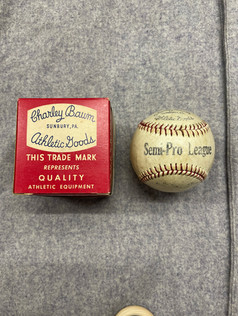 Charley Baum
SUNBURY, PA.
Athletic Goods
THIS TRADE MARK
REPRESENTS
QUALITY
ATHLETIC EQUIPMENT
Semi-Pro League